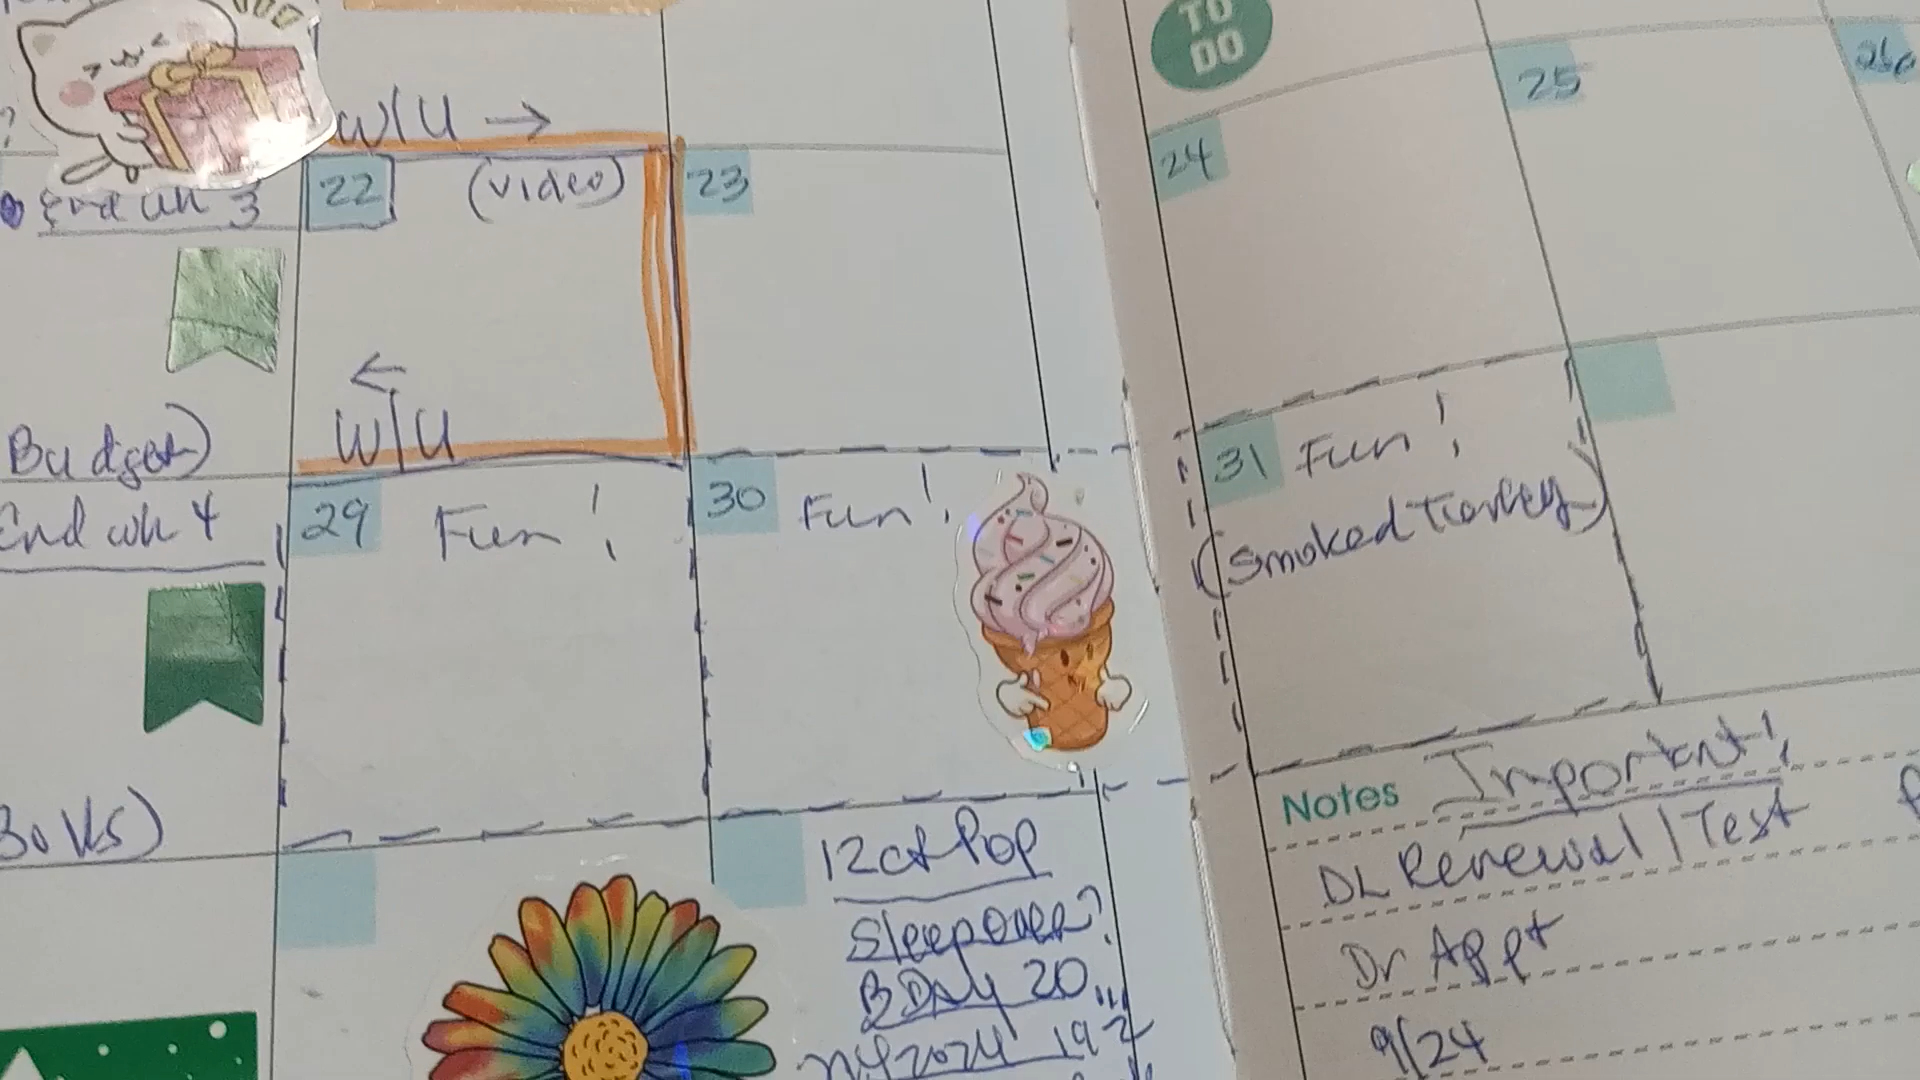 W/U →
end wk 3
22
(video)
23
←
W/U
Budget)
End wk 4
29
Fun!
30
Fun!
12ct Pop
Sleepover?
BDAY 20...
TO
DO
24
25
26
31
Fun!
(Smoked Turkey)
Notes
Important!
DL Renewal / Test
Dr Appt
9/24